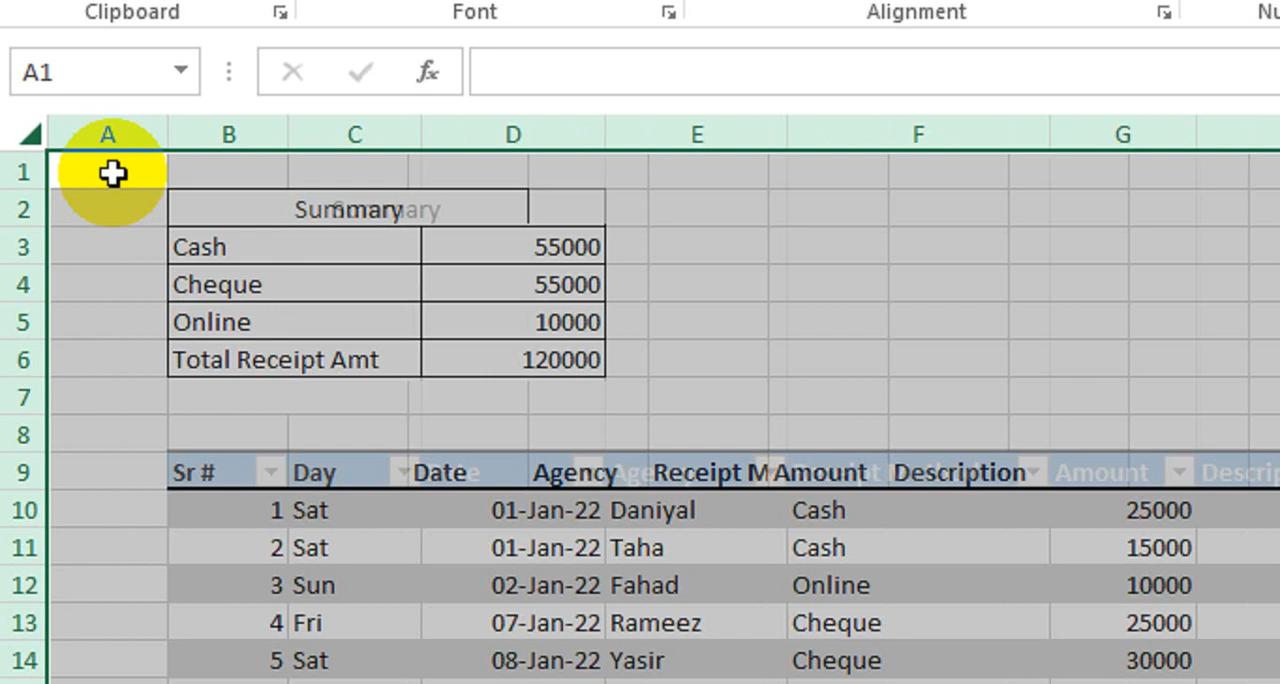 Clipboard Font Alignment
A1 fx
A B C D E F G
1
2 Summary
3 Cash 55000
4 Cheque 55000
5 Online 10000
6 Total Receipt Amt 120000
7
8
9 Sr # Day Date Agency Receipt M Amount Description Amount
10 1 Sat 01-Jan-22 Daniyal Cash 25000
11 2 Sat 01-Jan-22 Taha Cash 15000
12 3 Sun 02-Jan-22 Fahad Online 10000
13 4 Fri 07-Jan-22 Rameez Cheque 25000
14 5 Sat 08-Jan-22 Yasir Cheque 30000